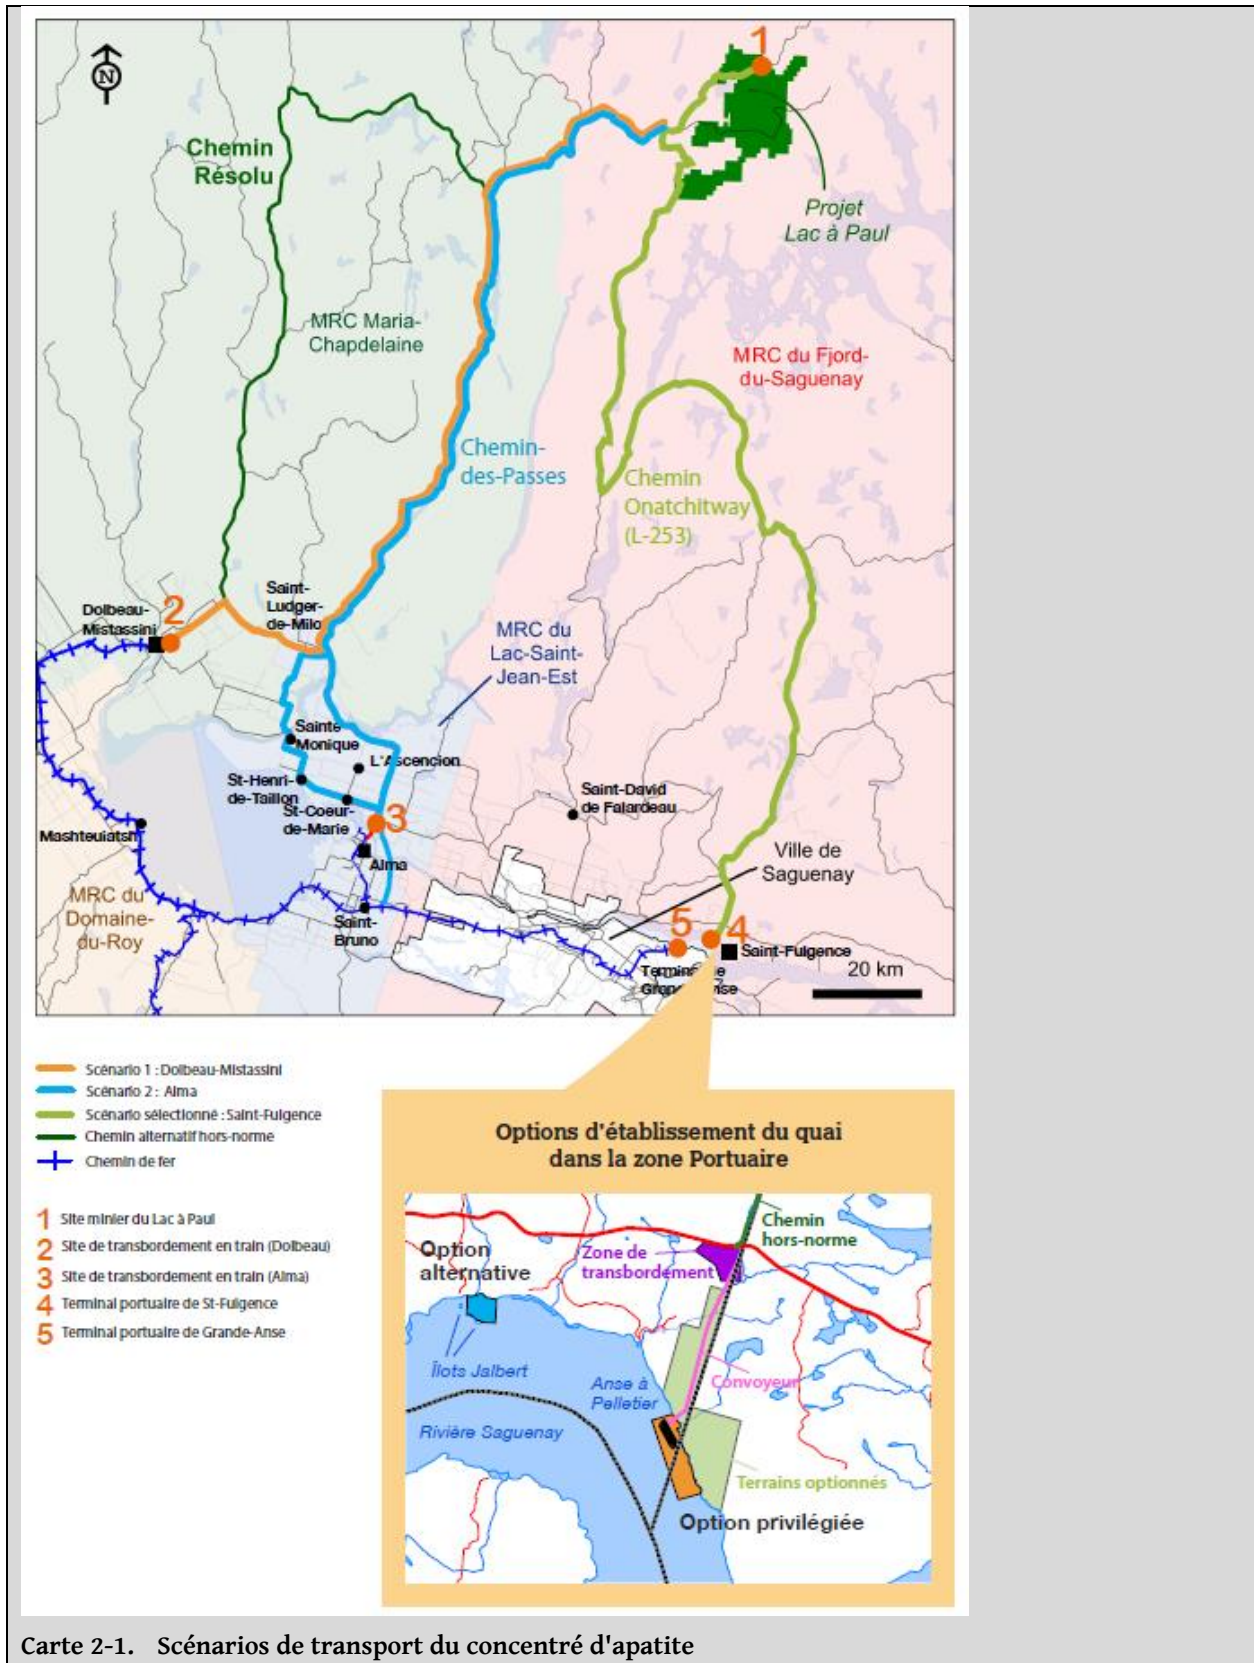 1
N
Chemin
Résolu
Projet
Lac à Paul
MRC Maria-
Chapdelaine
MRC du Fjord-
du-Saguenay
Chemin-
des-Passes
Chemin
Onatchitway
(L-253)
Saint-
Ludger-
de-Milo
Dolbeau-
Mistassini
2
MRC du
Lac-Saint-
Jean-Est
Sainte
Monique
L'Ascencion
St-Henri-
de-Taillon
St-Coeur-
de-Marie
3
Saint-David
de Falardeau
Mashteuiatsh
Alma
Ville de
Saguenay
MRC du
Domaine-
du-Roy
Saint-
Bruno
5
4
Saint-Fulgence
20 km
Scénario 1 : Dolbeau-Mistassini
Scénario 2 : Alma
Scénario sélectionné : Saint-Fulgence
Chemin alternatif hors-norme
Chemin de fer
1 Site minier du Lac à Paul
2 Site de transbordement en train (Dolbeau)
3 Site de transbordement en train (Alma)
4 Terminal portuaire de St-Fulgence
5 Terminal portuaire de Grande-Anse
Options d'établissement du quai
dans la zone Portuaire
Chemin
hors-norme
Option
alternative
Zone de
transbordement
Îlots Jalbert
Anse à
Pelletier
Convoyeur
Rivière Saguenay
Terrains optionnés
Option privilégiée
Carte 2-1. Scénarios de transport du concentré d'apatite